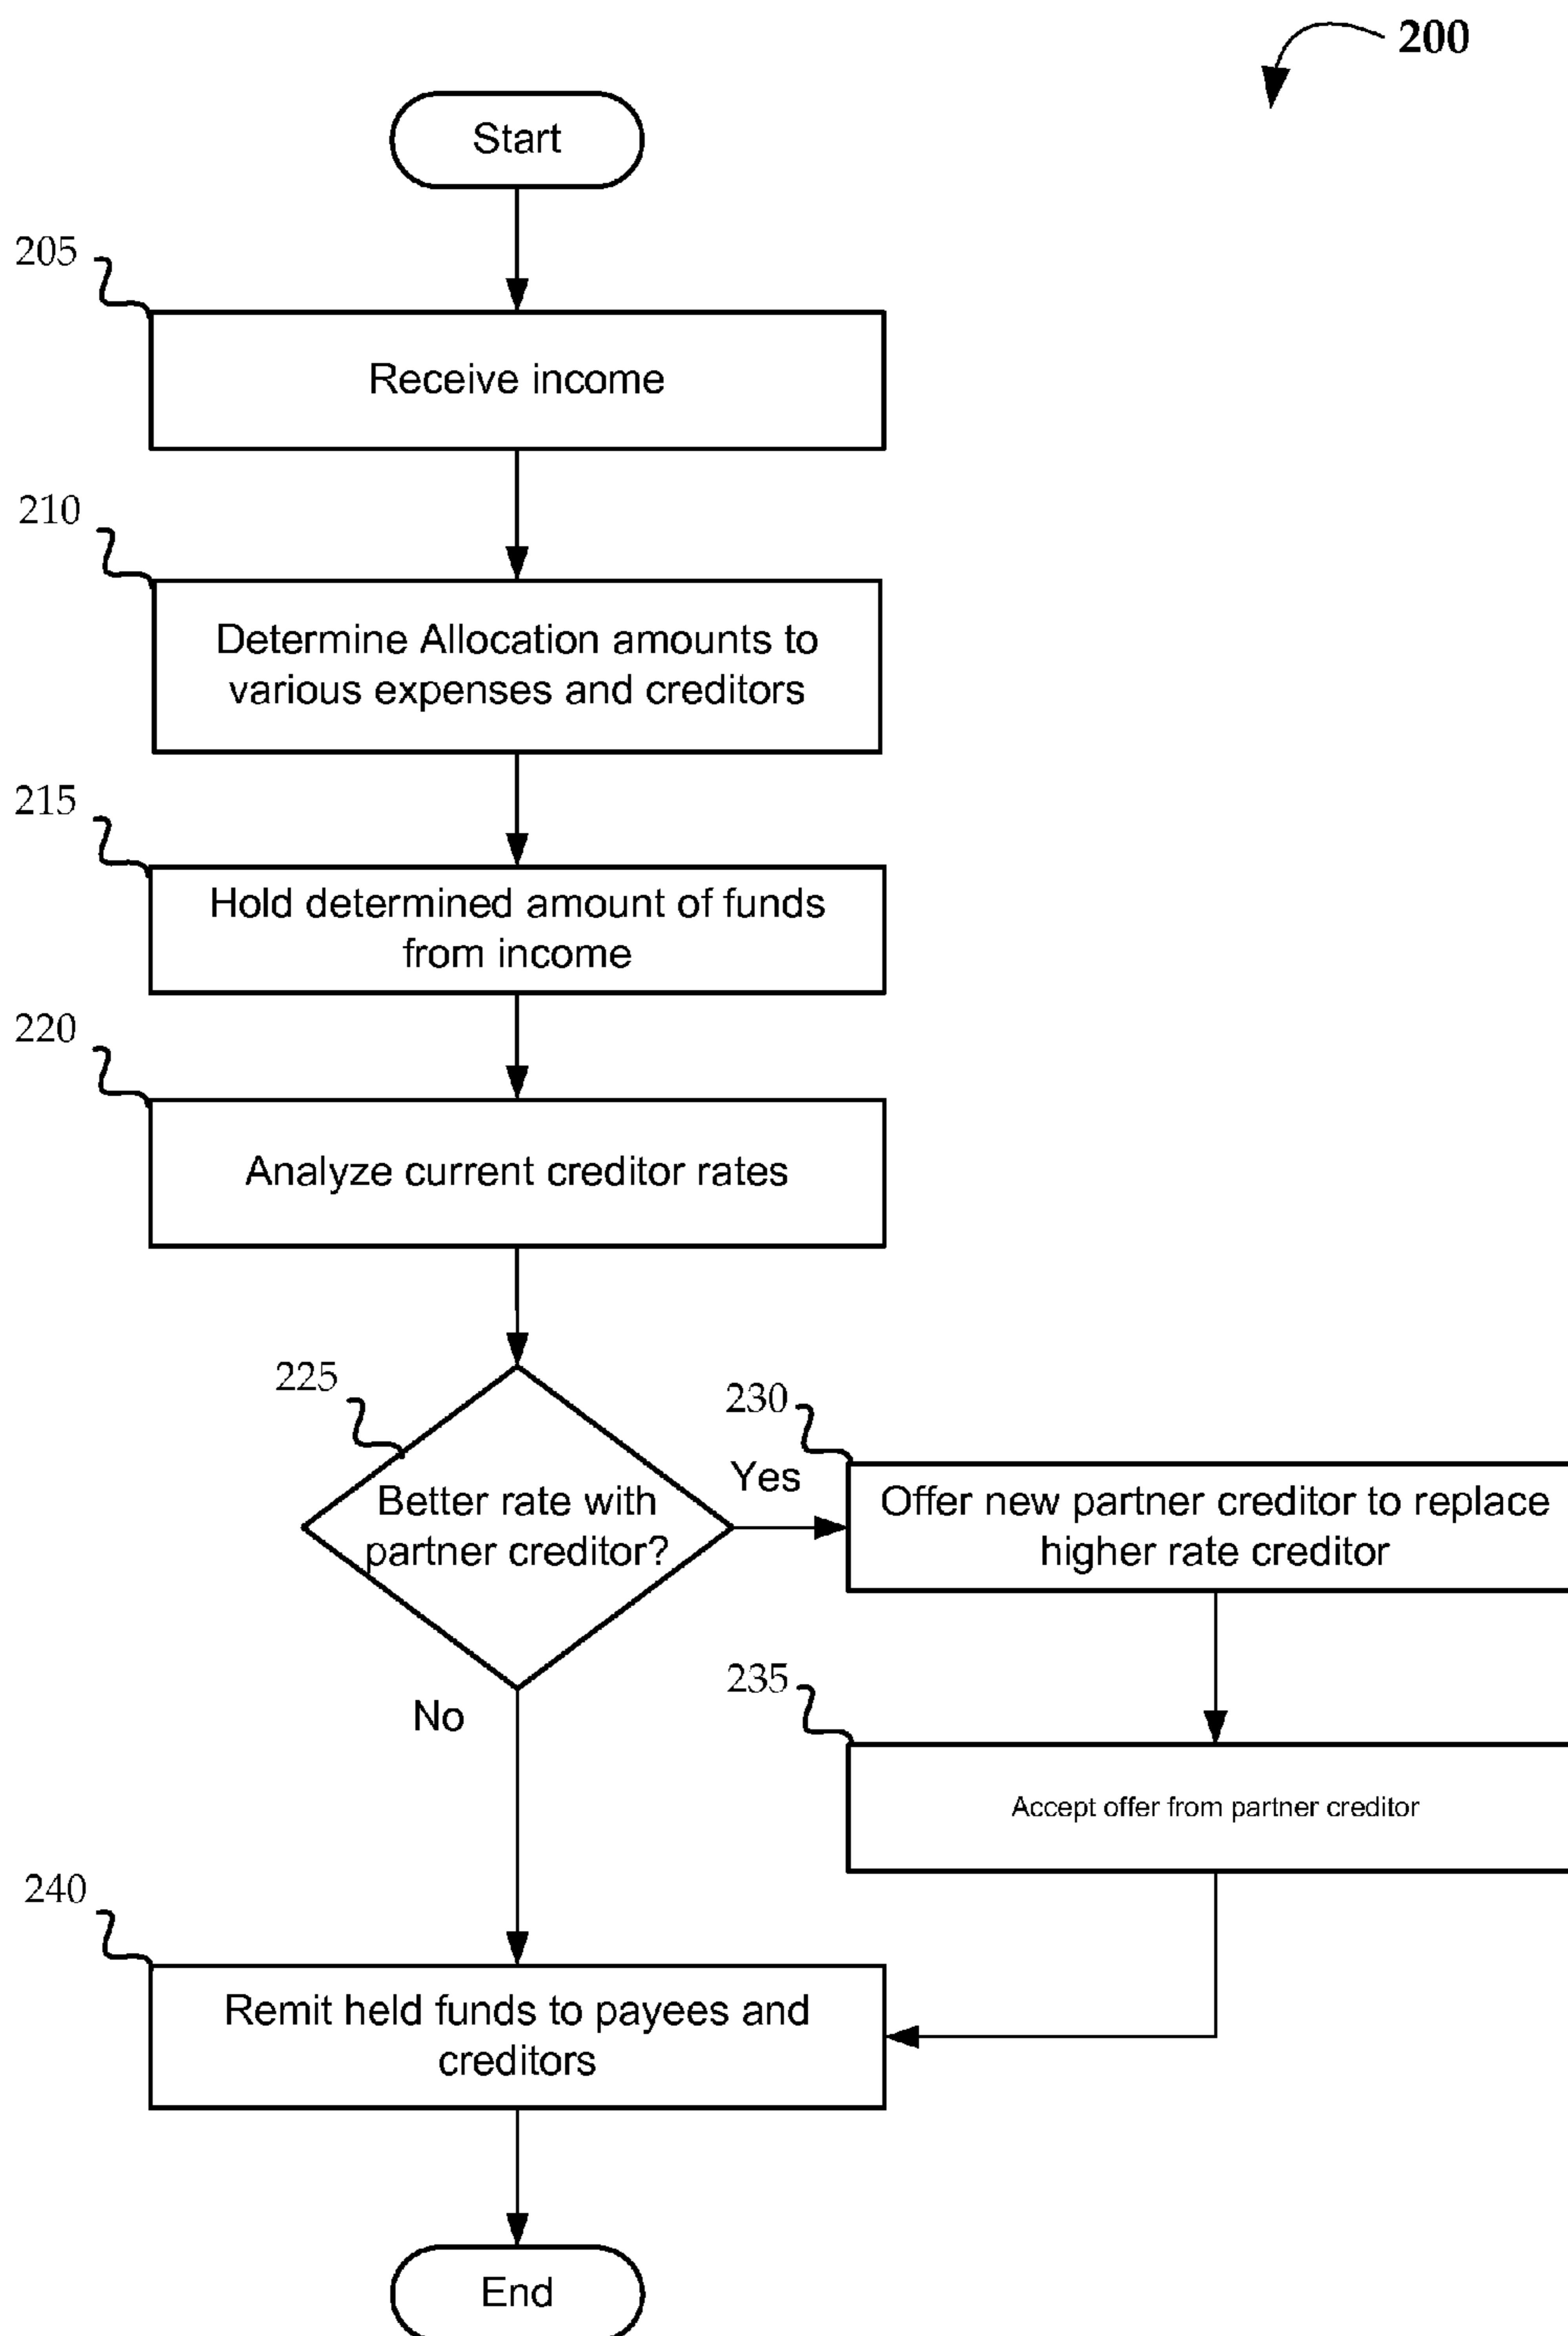 200
Start
205
Receive income
210
Determine Allocation amounts to
various expenses and creditors
215
Hold determined amount of funds
from income
220
Analyze current creditor rates
225
Better rate with
partner creditor?
Yes
230
Offer new partner creditor to replace
higher rate creditor
No
235
Accept offer from partner creditor
240
Remit held funds to payees and
creditors
End